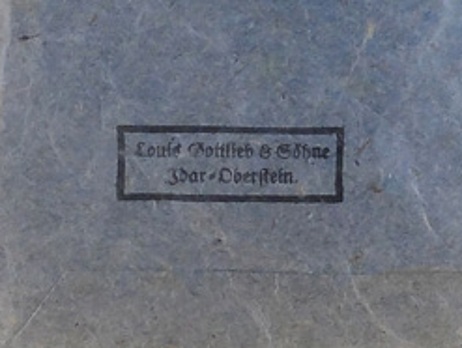 Louis Gottlieb & Söhne
Idar-Oberstein.